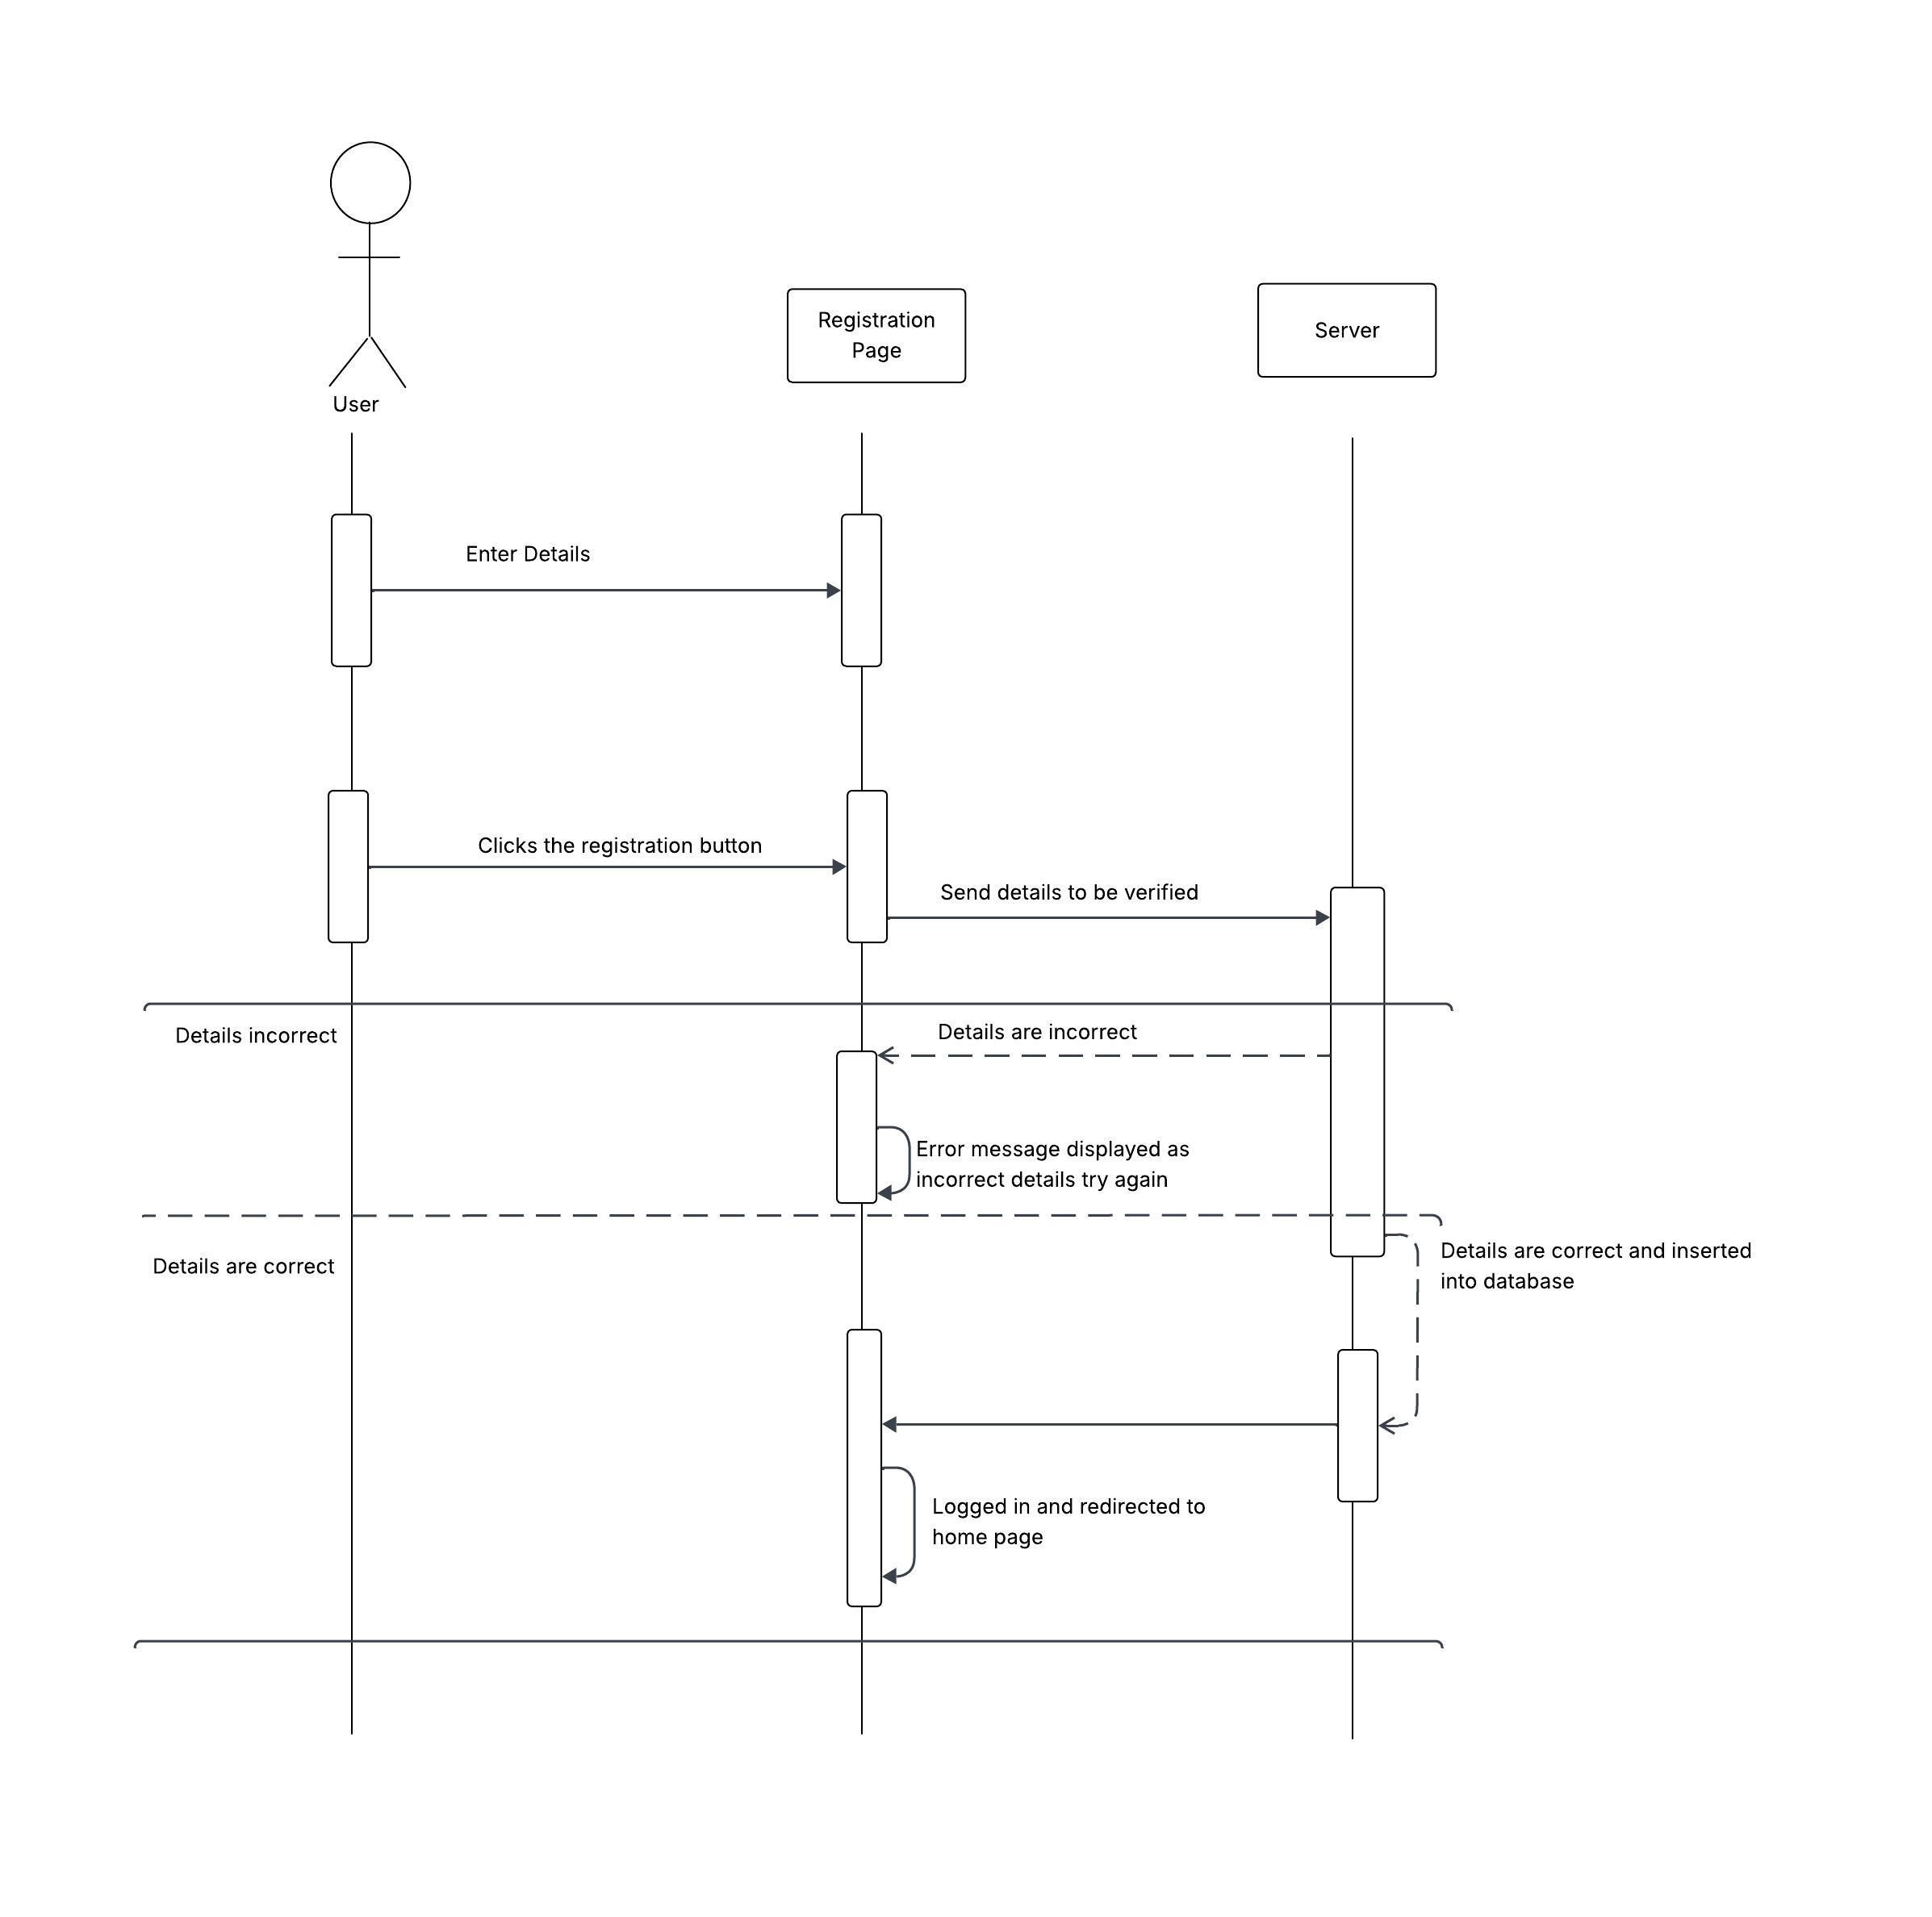 Registration
Page
Server
User
Enter Details
Clicks the registration button
Send details to be verified
Details incorrect
Details are incorrect
Error message displayed as
incorrect details try again
Details are correct
Details are correct and inserted
into database
Logged in and redirected to
home page